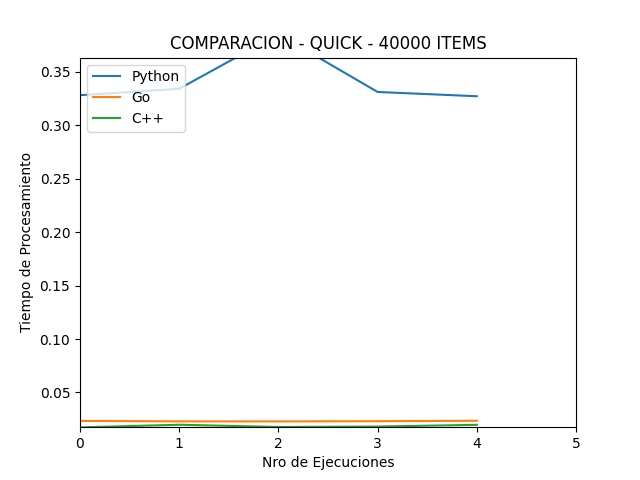 COMPARACION - QUICK - 40000 ITEMS
Python
Go
C++
0.35
0.30
0.25
0.20
0.15
0.10
0.05
Tiempo de Procesamiento
0 1 2 3 4 5
Nro de Ejecuciones